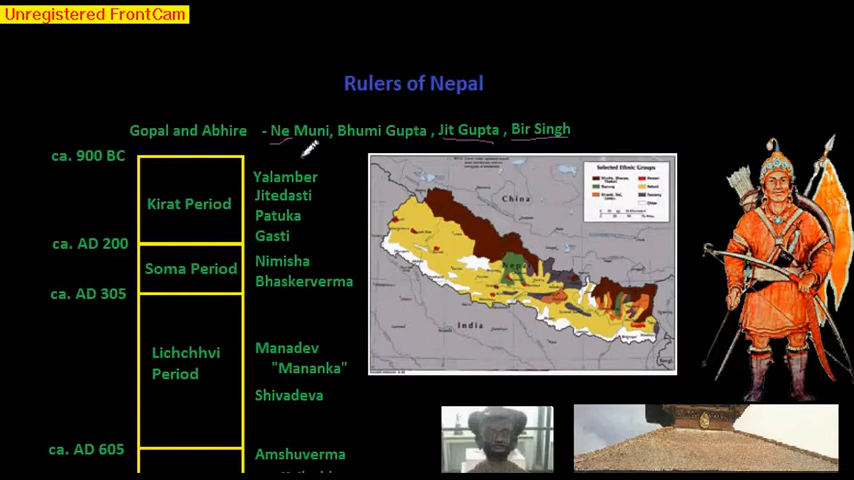 Unregistered FrontCam
Rulers of Nepal
Gopal and Abhire - Ne Muni, Bhumi Gupta , Jit Gupta , Bir Singh
ca. 900 BC
Kirat Period
Yalamber
Jitedasti
Patuka
Gasti
ca. AD 200
Soma Period
Nimisha
Bhaskerverma
ca. AD 305
Lichchhvi
Period
Manadev
"Mananka"
Shivadeva
ca. AD 605
Amshuverma
Selected Ethnic Groups
China
Nepal
India